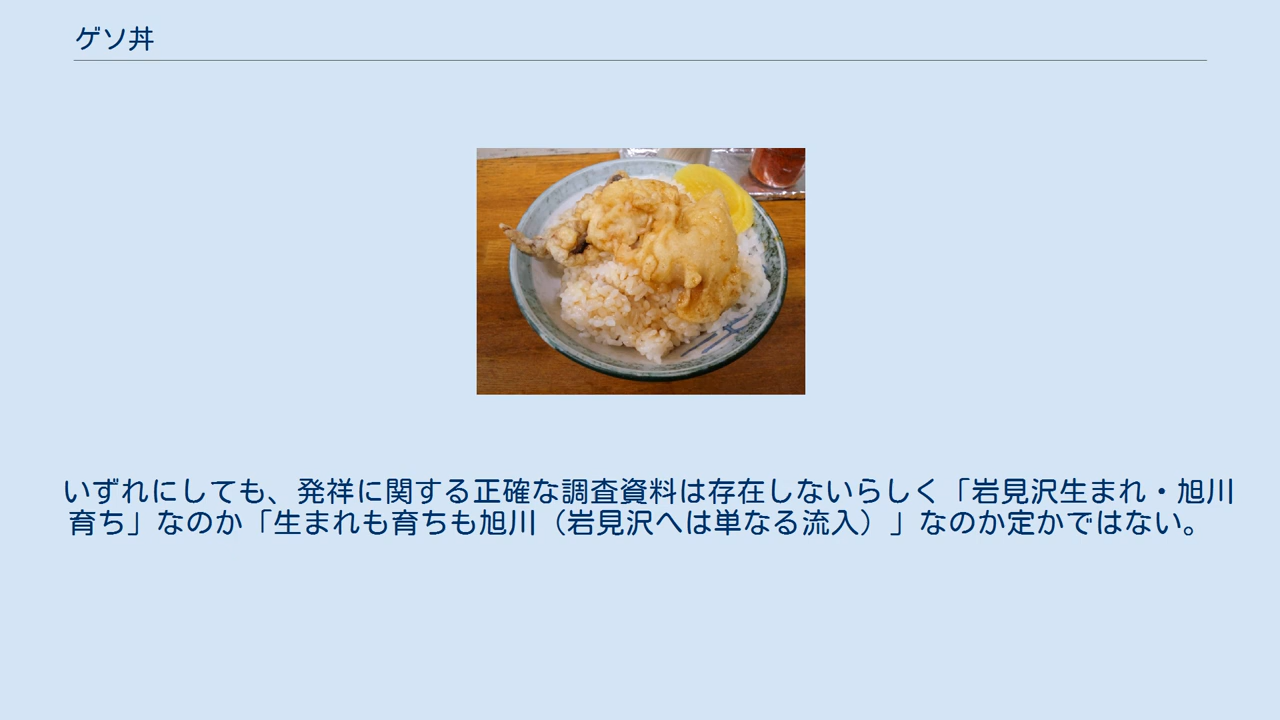 ゲソ丼
いずれにしても、発祥に関する正確な調査資料は存在しないらしく「岩見沢生まれ・旭川
育ち」なのか「生まれも育ちも旭川（岩見沢へは単なる流入）」なのか定かではない。